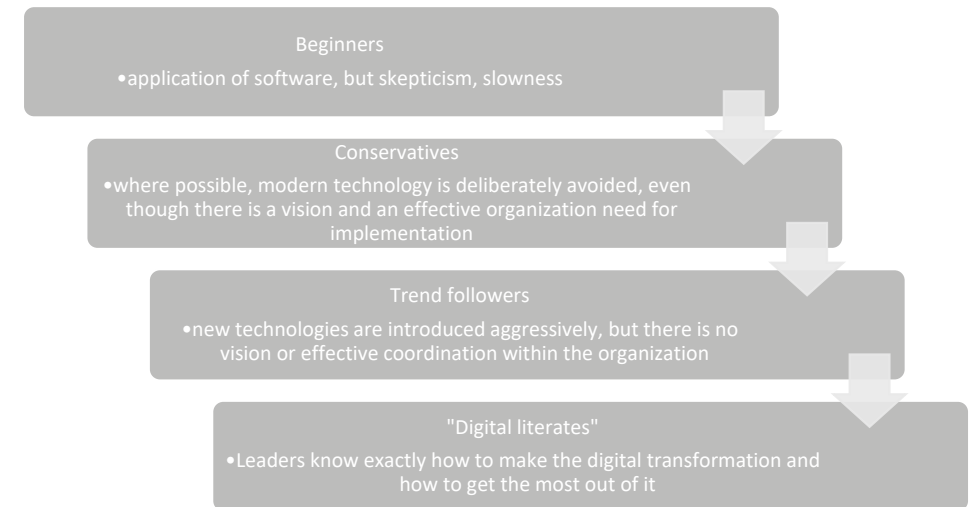 Beginners
•application of software, but skepticism, slowness
Conservatives
•where possible, modern technology is deliberately avoided, even
though there is a vision and an effective organization need for
implementation
Trend followers
•new technologies are introduced aggressively, but there is no
vision or effective coordination within the organization
"Digital literates"
•Leaders know exactly how to make the digital transformation and
how to get the most out of it